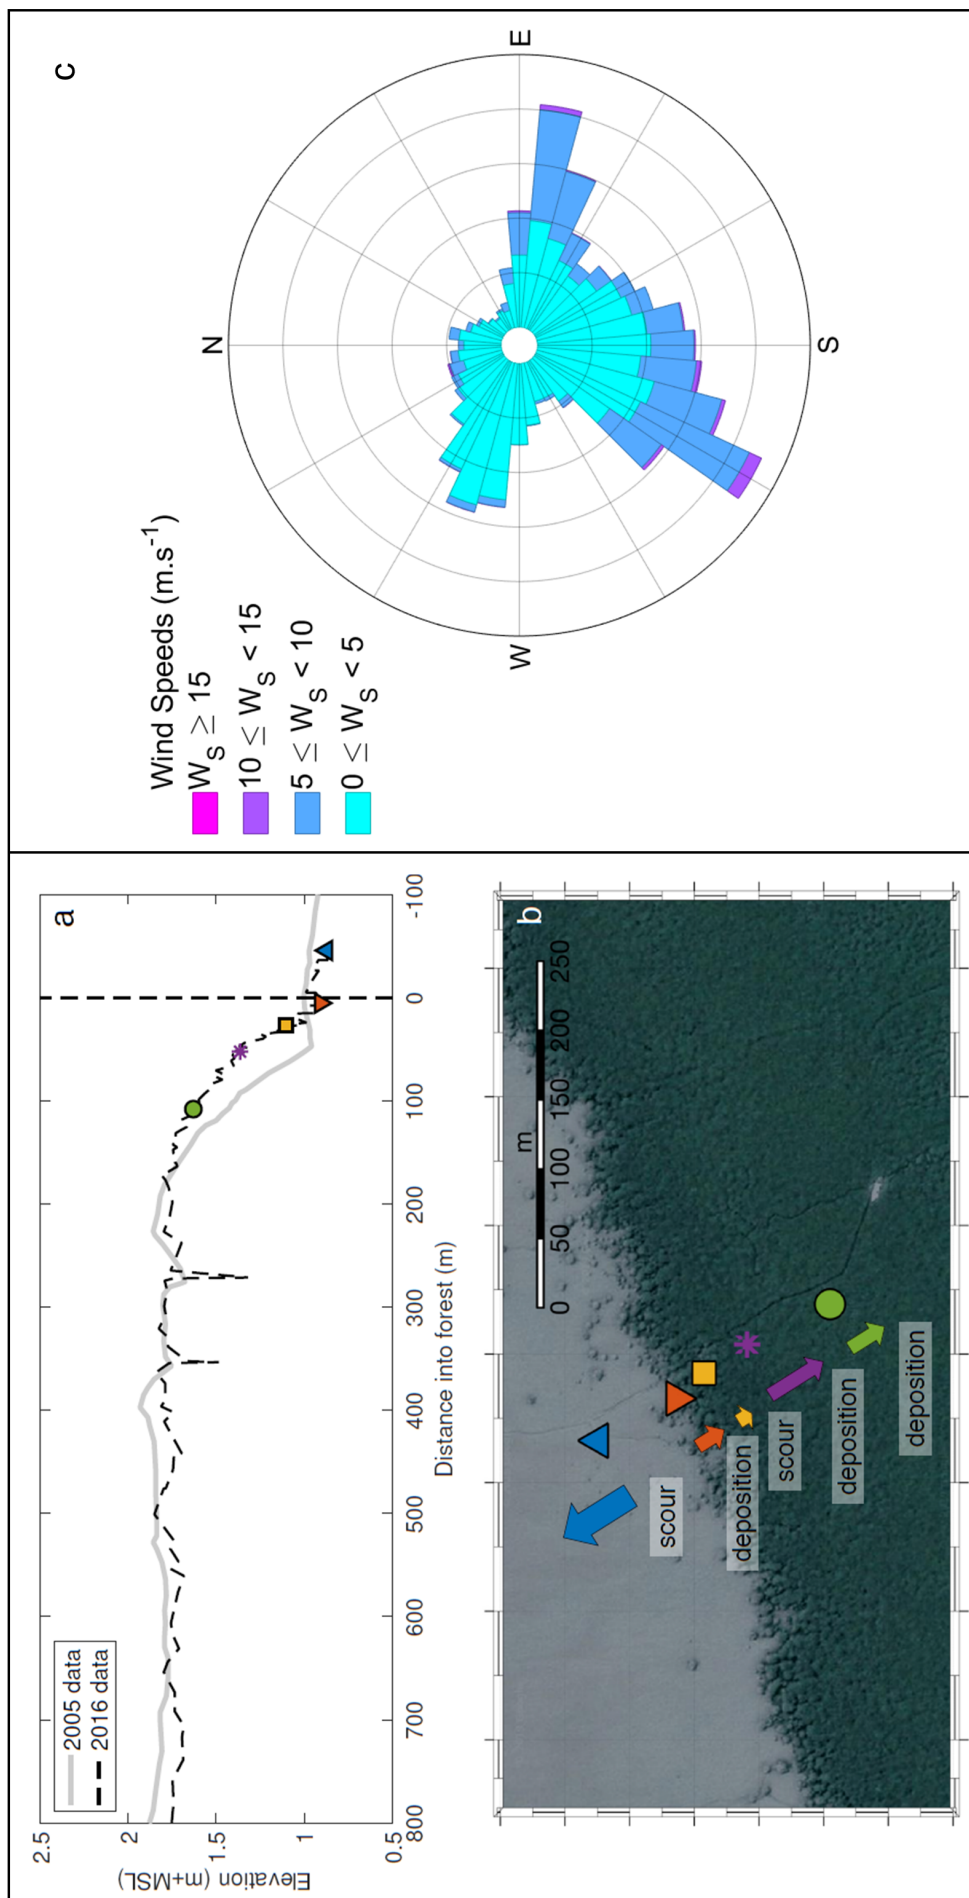 a
2.5
2
1.5
1
0.5
Elevation (m+MSL)
2005 data
2016 data
800
700
600
500
400
300
200
100
0
-100
Distance into forest (m)
b
m
0
50
100
150
200
250
scour
deposition
scour
deposition
deposition
c
Wind Speeds (m.s-1)
WS ≥ 15
10 ≤ WS < 15
5 ≤ WS < 10
0 ≤ WS < 5
N
E
S
W